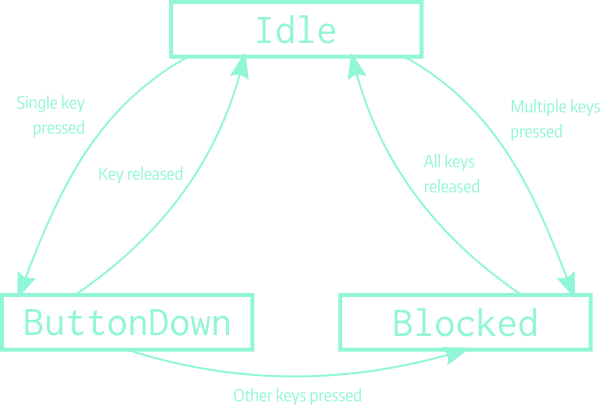 Idle
Single key
pressed
Multiple keys
pressed
Key released
All keys
released
ButtonDown
Blocked
Other keys pressed